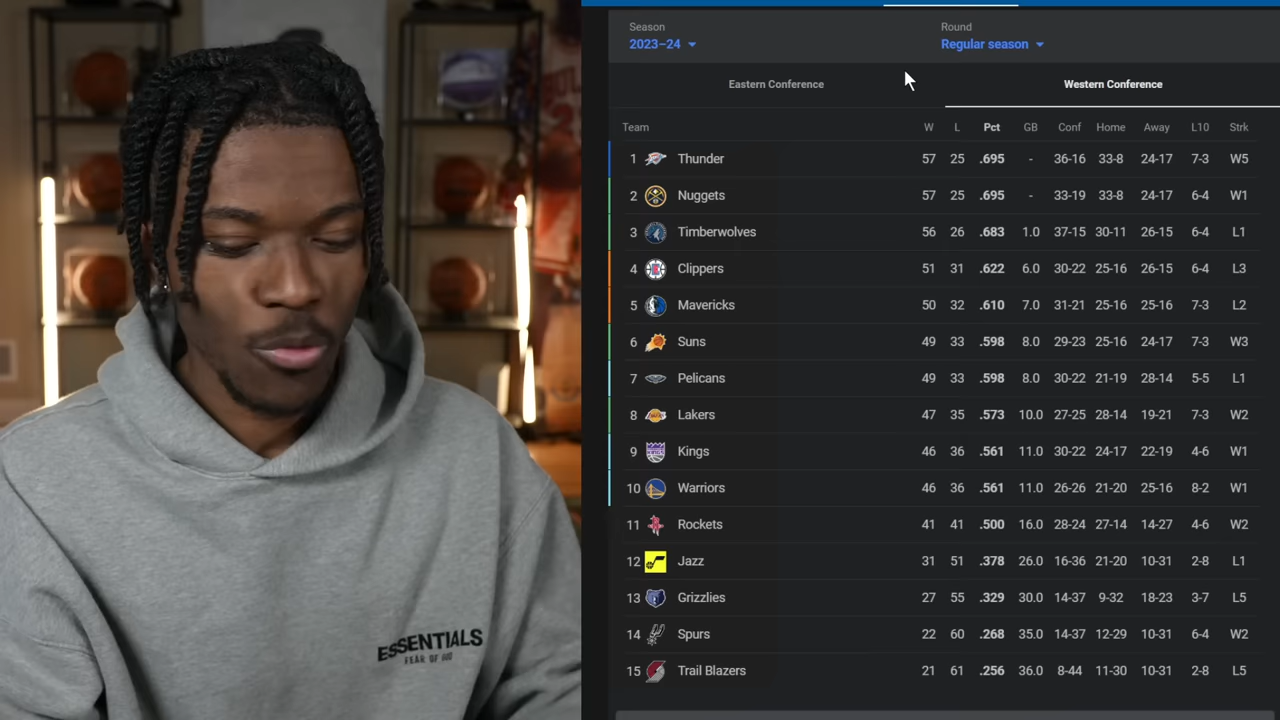 Season
Round
2023–24
Regular season
Eastern Conference
Western Conference
Team W L Pct GB Conf Home Away L10 Strk
1 Thunder 57 25 .695 - 36-16 33-8 24-17 7-3 W5
2 Nuggets 57 25 .695 - 33-19 33-8 24-17 6-4 W1
3 Timberwolves 56 26 .683 1.0 37-15 30-11 26-15 6-4 L1
4 Clippers 51 31 .622 6.0 30-22 25-16 26-15 6-4 L3
5 Mavericks 50 32 .610 7.0 31-21 25-16 25-16 7-3 L2
6 Suns 49 33 .598 8.0 29-23 25-16 24-17 7-3 W3
7 Pelicans 49 33 .598 8.0 30-22 21-19 28-14 5-5 L1
8 Lakers 47 35 .573 10.0 27-25 28-14 19-21 7-3 W2
9 Kings 46 36 .561 11.0 30-22 24-17 22-19 4-6 W1
10 Warriors 46 36 .561 11.0 26-26 21-20 25-16 8-2 W1
11 Rockets 41 41 .500 16.0 28-24 27-14 14-27 4-6 W2
12 Jazz 31 51 .378 26.0 16-36 21-20 10-31 2-8 L1
13 Grizzlies 27 55 .329 30.0 14-37 9-32 18-23 3-7 L5
14 Spurs 22 60 .268 35.0 14-37 12-29 10-31 6-4 W2
15 Trail Blazers 21 61 .256 36.0 8-44 11-30 10-31 2-8 L5
ESSENTIALS
FEAR OF GOD